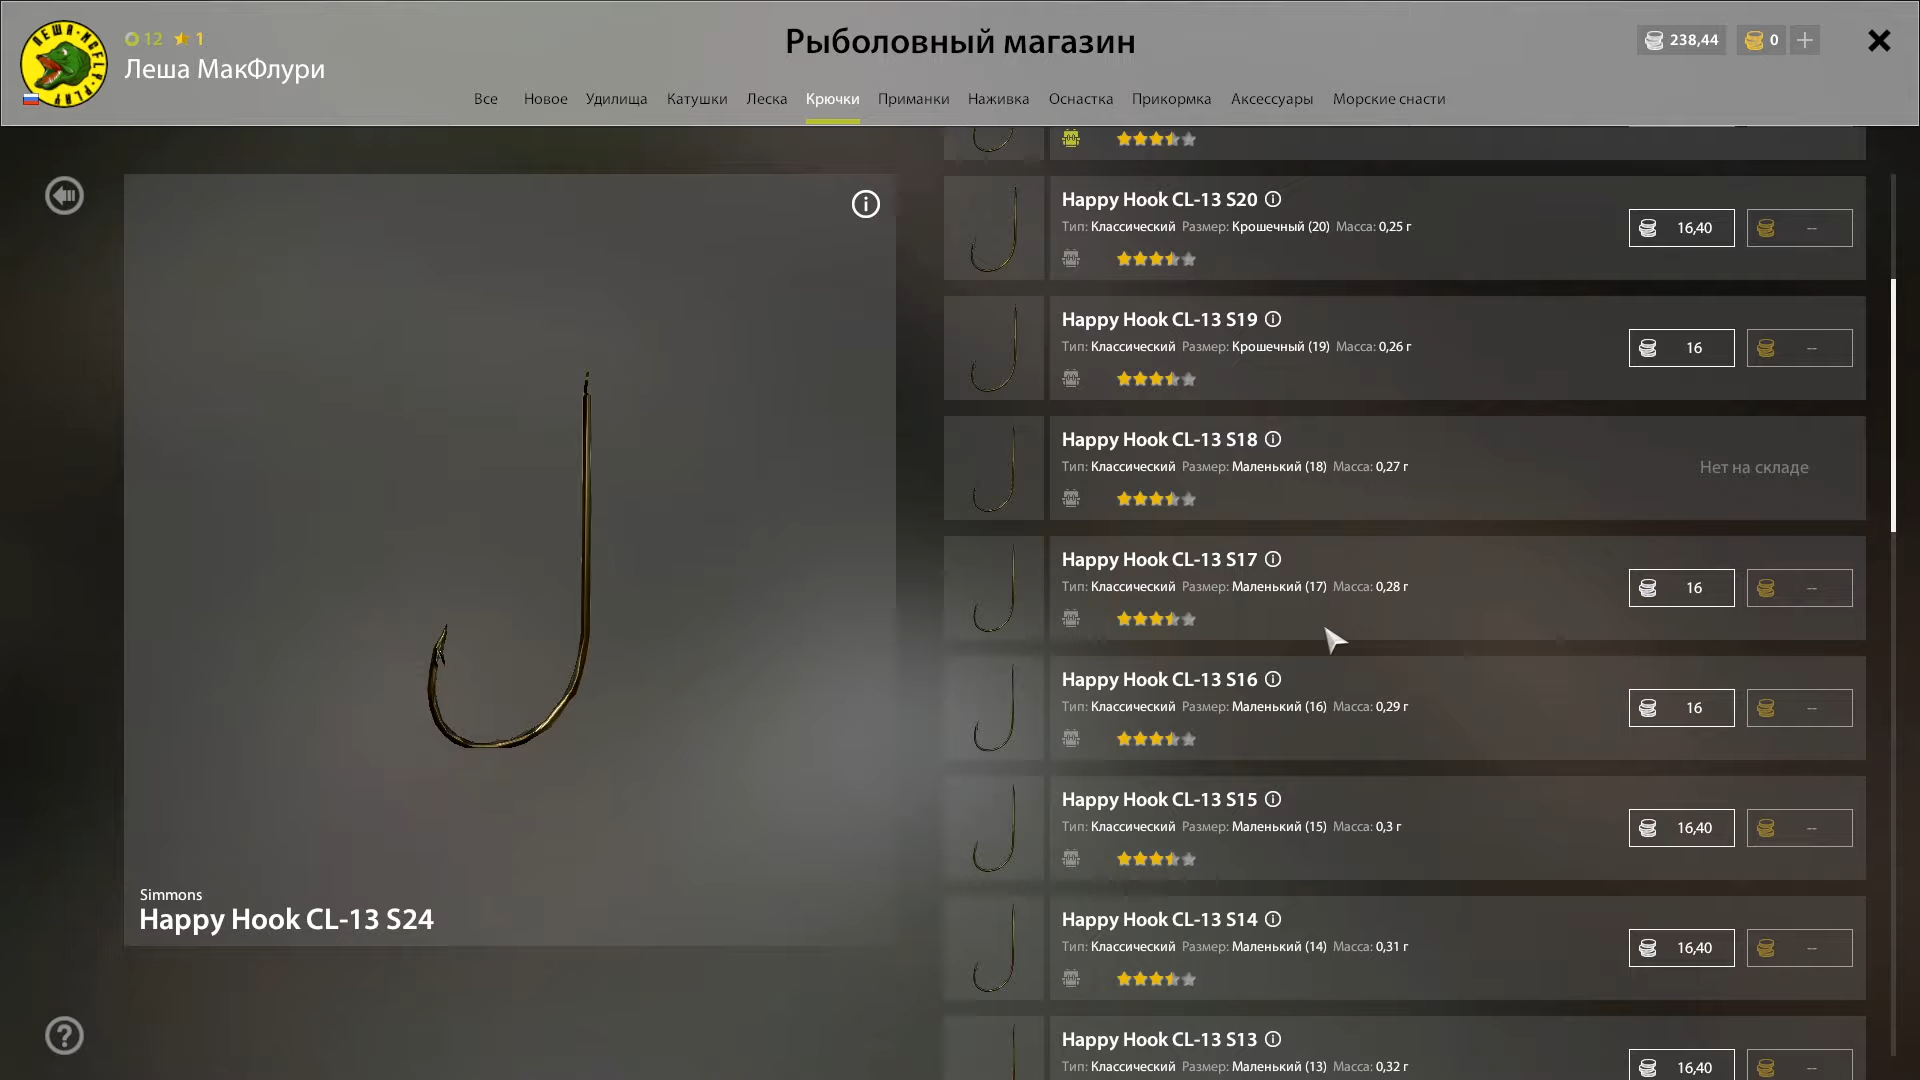 12 1
Леша МакФлури
Рыболовный магазин
238,44 0
Все Новое Удилища Катушки Леска Крючки Приманки Наживка Оснастка Прикормка Аксессуары Морские снасти
Simmons
Happy Hook CL-13 S24
Happy Hook CL-13 S20
Тип: Классический Размер: Крошечный (20) Масса: 0,25 г
16,40 --
Happy Hook CL-13 S19
Тип: Классический Размер: Крошечный (19) Масса: 0,26 г
16 --
Happy Hook CL-13 S18
Тип: Классический Размер: Маленький (18) Масса: 0,27 г
Нет на складе
Happy Hook CL-13 S17
Тип: Классический Размер: Маленький (17) Масса: 0,28 г
16 --
Happy Hook CL-13 S16
Тип: Классический Размер: Маленький (16) Масса: 0,29 г
16 --
Happy Hook CL-13 S15
Тип: Классический Размер: Маленький (15) Масса: 0,3 г
16,40 --
Happy Hook CL-13 S14
Тип: Классический Размер: Маленький (14) Масса: 0,31 г
16,40 --
Happy Hook CL-13 S13
Тип: Классический Размер: Маленький (13) Масса: 0,32 г
16,40 --